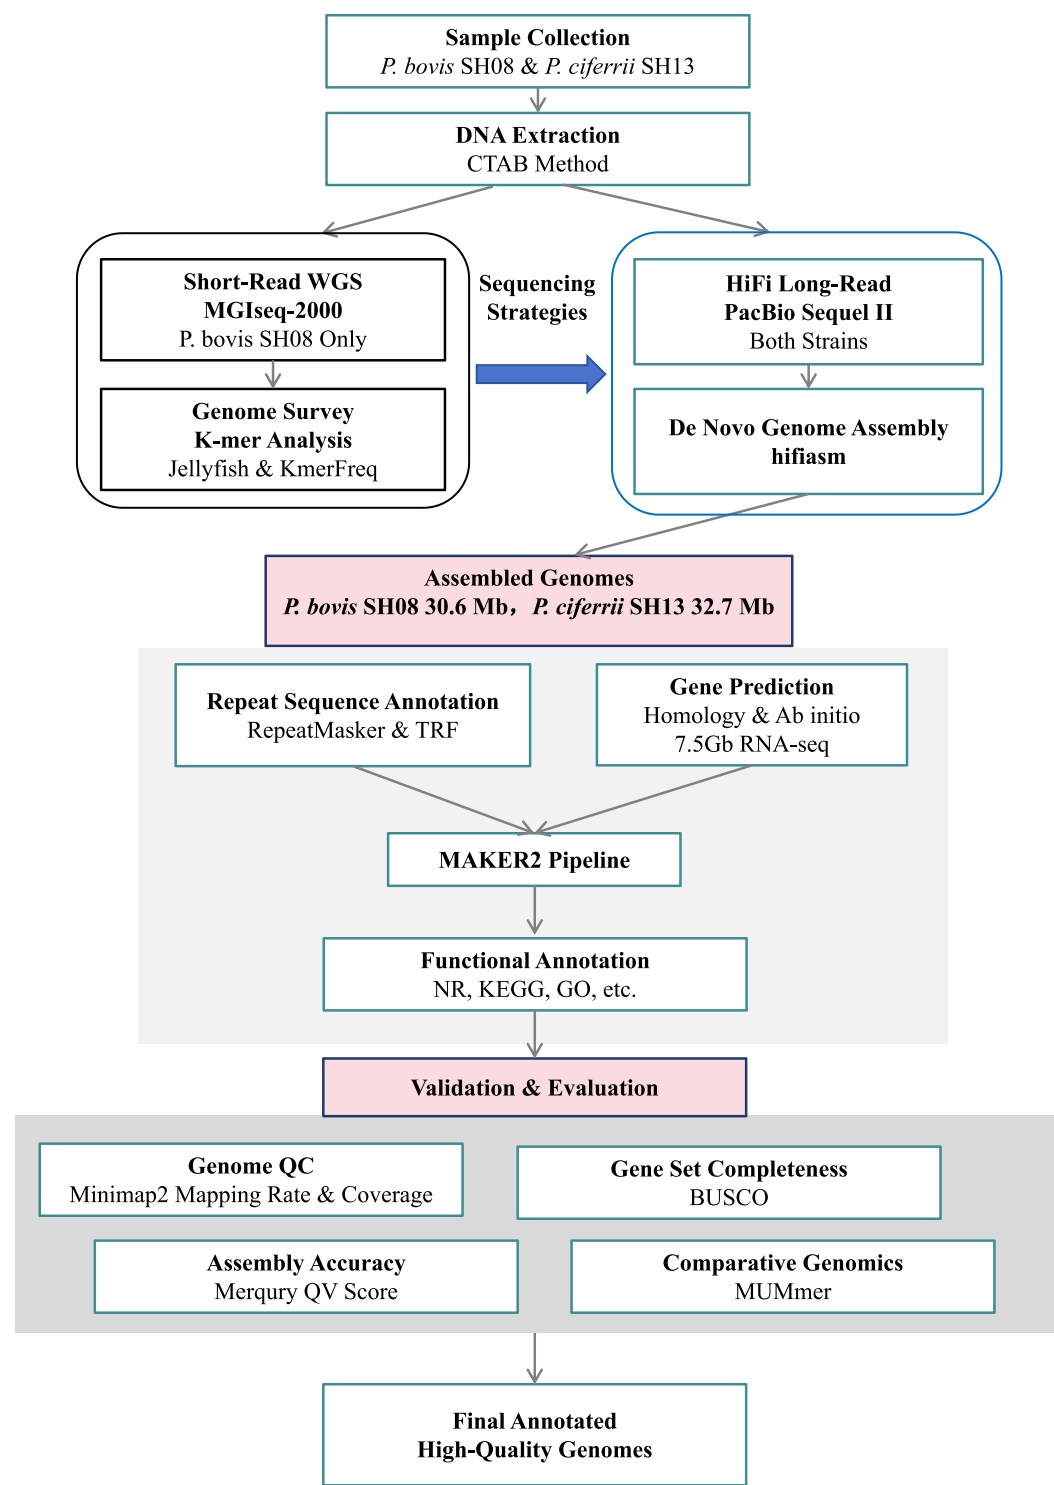 Sample Collection
P. bovis SH08 & P. ciferrii SH13
DNA Extraction
CTAB Method
Short-Read WGS
MGIseq-2000
P. bovis SH08 Only
Genome Survey
K-mer Analysis
Jellyfish & KmerFreq
Sequencing
Strategies
HiFi Long-Read
PacBio Sequel II
Both Strains
De Novo Genome Assembly
hifiasm
Assembled Genomes
P. bovis SH08 30.6 Mb，P. ciferrii SH13 32.7 Mb
Repeat Sequence Annotation
RepeatMasker & TRF
Gene Prediction
Homology & Ab initio
7.5Gb RNA-seq
MAKER2 Pipeline
Functional Annotation
NR, KEGG, GO, etc.
Validation & Evaluation
Genome QC
Minimap2 Mapping Rate & Coverage
Gene Set Completeness
BUSCO
Assembly Accuracy
Merqury QV Score
Comparative Genomics
MUMmer
Final Annotated
High-Quality Genomes